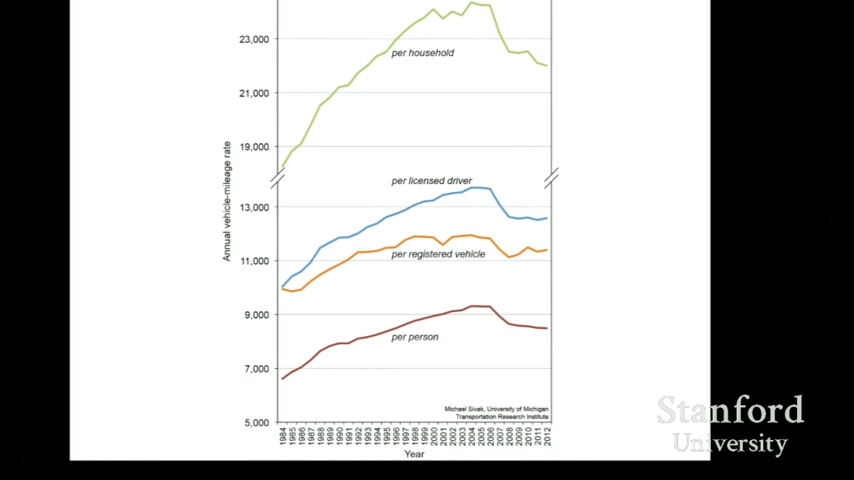 23,000
per household
21,000
Annual vehicle-mileage rate
19,000
per licensed driver
13,000
11,000
per registered vehicle
9,000
per person
7,000
Michael Sivak, University of Michigan
Transportation Research Institute
5,000
1984 1985 1986 1987 1988 1989 1990 1991 1992 1993 1994 1995 1996 1997 1998 1999 2000 2001 2002 2003 2004 2005 2006 2007 2008 2009 2010 2011 2012
Year
Stanford
University